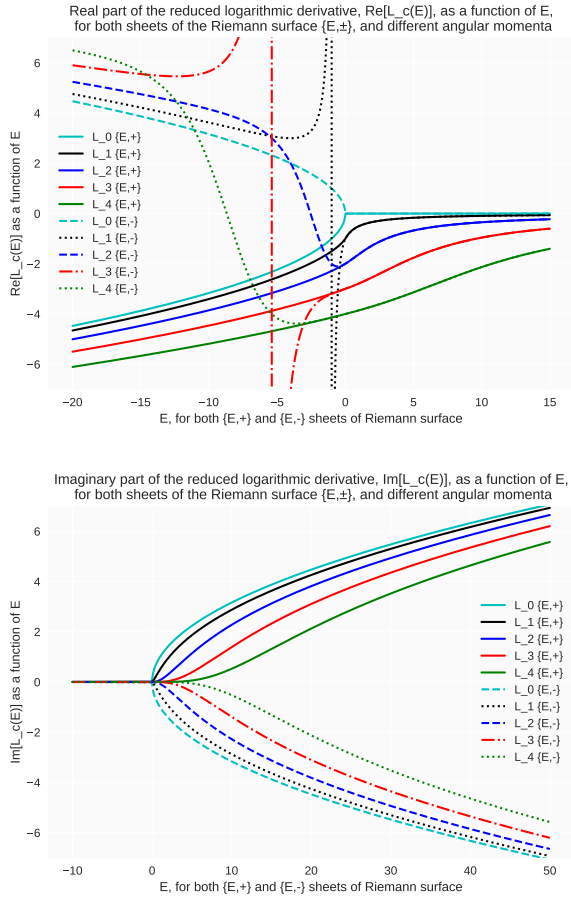 Real part of the reduced logarithmic derivative, Re[L_c(E)], as a function of E,
for both sheets of the Riemann surface {E,±}, and different angular momenta
Re[L_c(E)] as a function of E
6
4
2
0
−2
−4
−6
L_0 {E,+}
L_1 {E,+}
L_2 {E,+}
L_3 {E,+}
L_4 {E,+}
L_0 {E,-}
L_1 {E,-}
L_2 {E,-}
L_3 {E,-}
L_4 {E,-}
−20 −15 −10 −5 0 5 10 15
E, for both {E,+} and {E,-} sheets of Riemann surface
Imaginary part of the reduced logarithmic derivative, Im[L_c(E)], as a function of E,
for both sheets of the Riemann surface {E,±}, and different angular momenta
Im[L_c(E)] as a function of E
6
4
2
0
−2
−4
−6
L_0 {E,+}
L_1 {E,+}
L_2 {E,+}
L_3 {E,+}
L_4 {E,+}
L_0 {E,-}
L_1 {E,-}
L_2 {E,-}
L_3 {E,-}
L_4 {E,-}
−10 0 10 20 30 40 50
E, for both {E,+} and {E,-} sheets of Riemann surface